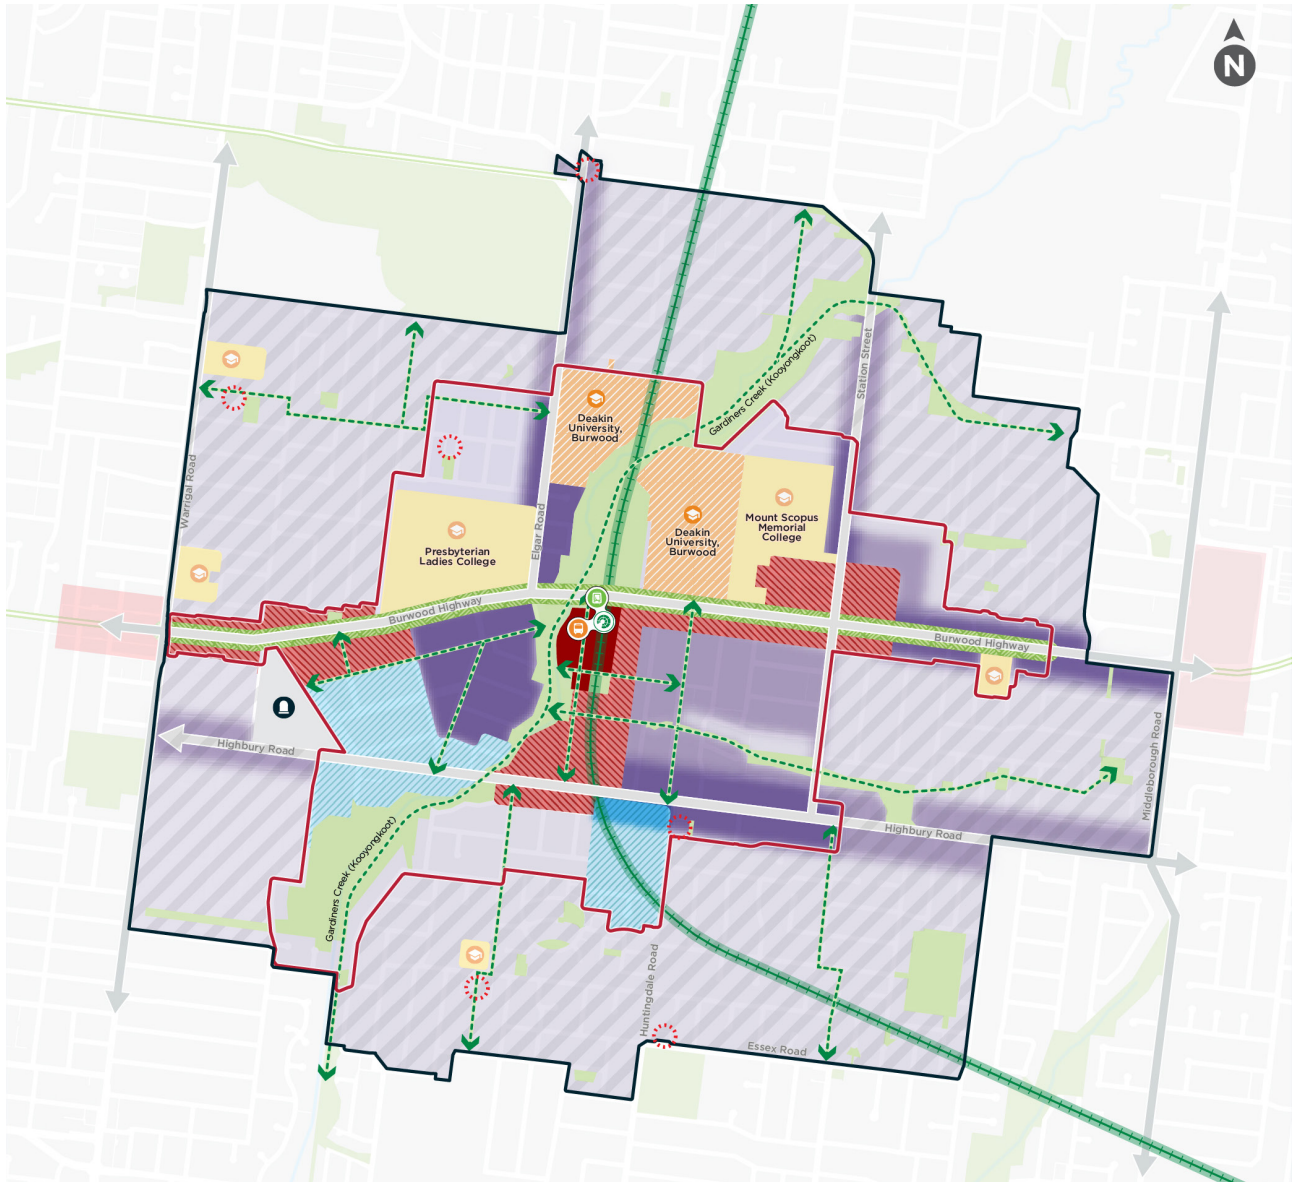 N
Station Street
Gardiners Creek (Kooyongkoot)
Deakin
University,
Burwood
Warrigal Road
Elgar Road
Deakin
University,
Burwood
Mount Scopus
Memorial
College
Presbyterian
Ladies College
Burwood Highway
Burwood Highway
Highbury Road
Middleborough Road
Highbury Road
Gardiners Creek (Kooyongkoot)
Huntingdale Road
Essex Road